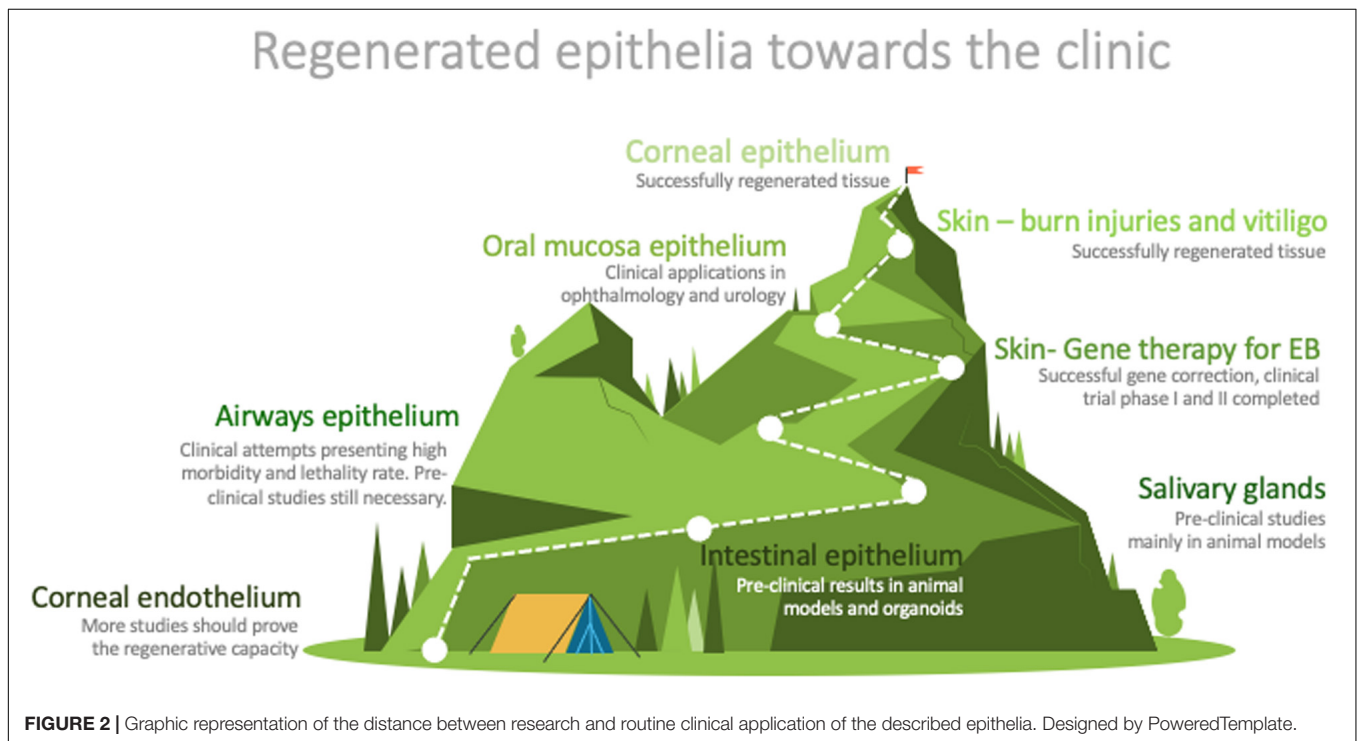 Regenerated epithelia towards the clinic
Corneal epithelium
Successfully regenerated tissue
Skin – burn injuries and vitiligo
Successfully regenerated tissue
Oral mucosa epithelium
Clinical applications in
ophthalmology and urology
Skin- Gene therapy for EB
Successful gene correction, clinical
trial phase I and II completed
Airways epithelium
Clinical attempts presenting high
morbidity and lethality rate. Pre-
clinical studies still necessary.
Salivary glands
Pre-clinical studies
mainly in animal models
Intestinal epithelium
Pre-clinical results in animal
models and organoids
Corneal endothelium
More studies should prove
the regenerative capacity
FIGURE 2 | Graphic representation of the distance between research and routine clinical application of the described epithelia. Designed by PoweredTemplate.